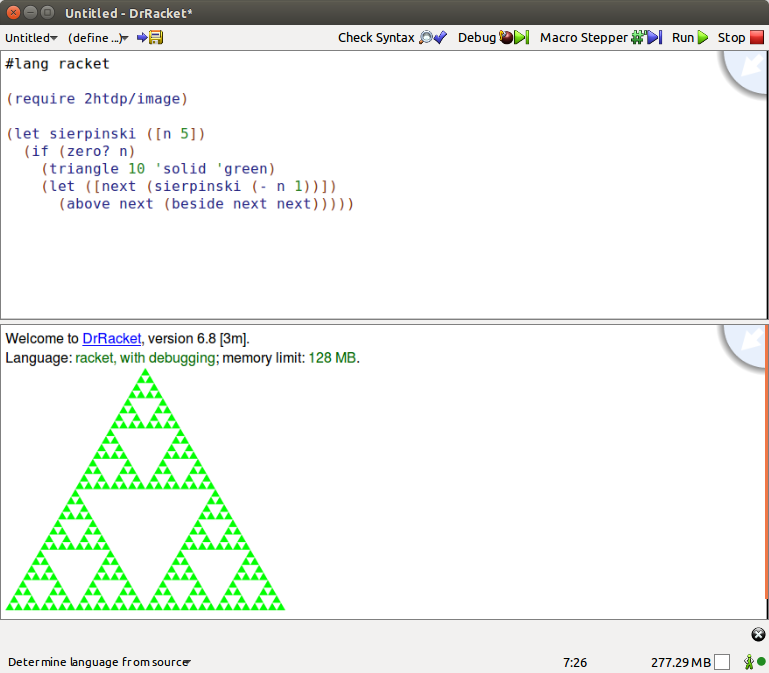 Untitled - DrRacket*
Untitled (define ...) Check Syntax Debug Macro Stepper Run Stop
#lang racket
(require 2htdp/image)
(let sierpinski ([n 5])
  (if (zero? n)
    (triangle 10 'solid 'green)
    (let ([next (sierpinski (- n 1))])
      (above next (beside next next)))))
Welcome to DrRacket, version 6.8 [3m].
Language: racket, with debugging; memory limit: 128 MB.
Determine language from source 7:26 277.29 MB